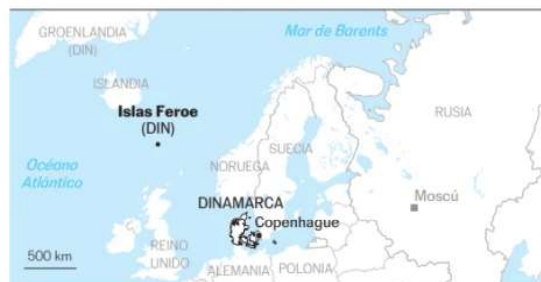 GROENLANDIA
(DIN)
Mar de Barents
ISLANDIA
Islas Feroe
(DIN)
RUSIA
SUECIA
NORUEGA
Océano
Atlántico
DINAMARCA
Moscú
Copenhague
500 km
REINO
UNIDO
ALEMANIA
POLONIA